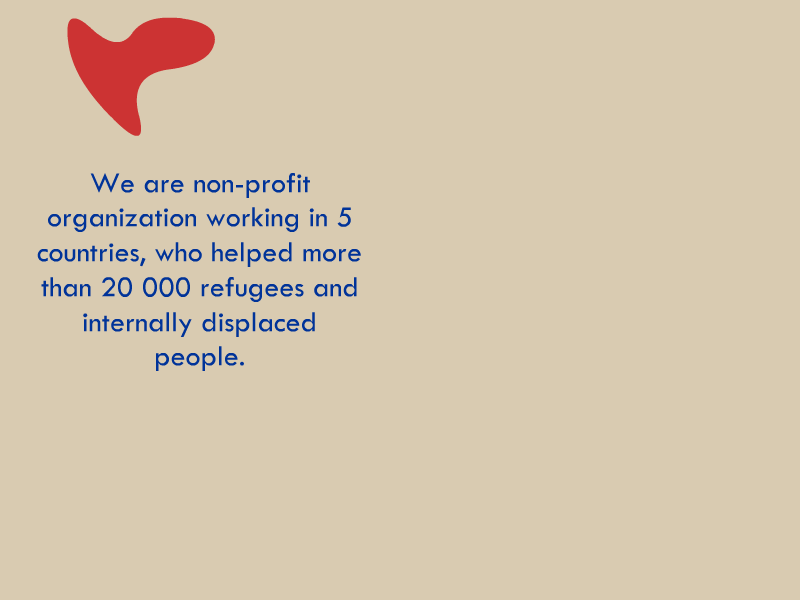 We are non-profit
organization working in 5
countries, who helped more
than 20 000 refugees and
internally displaced
people.